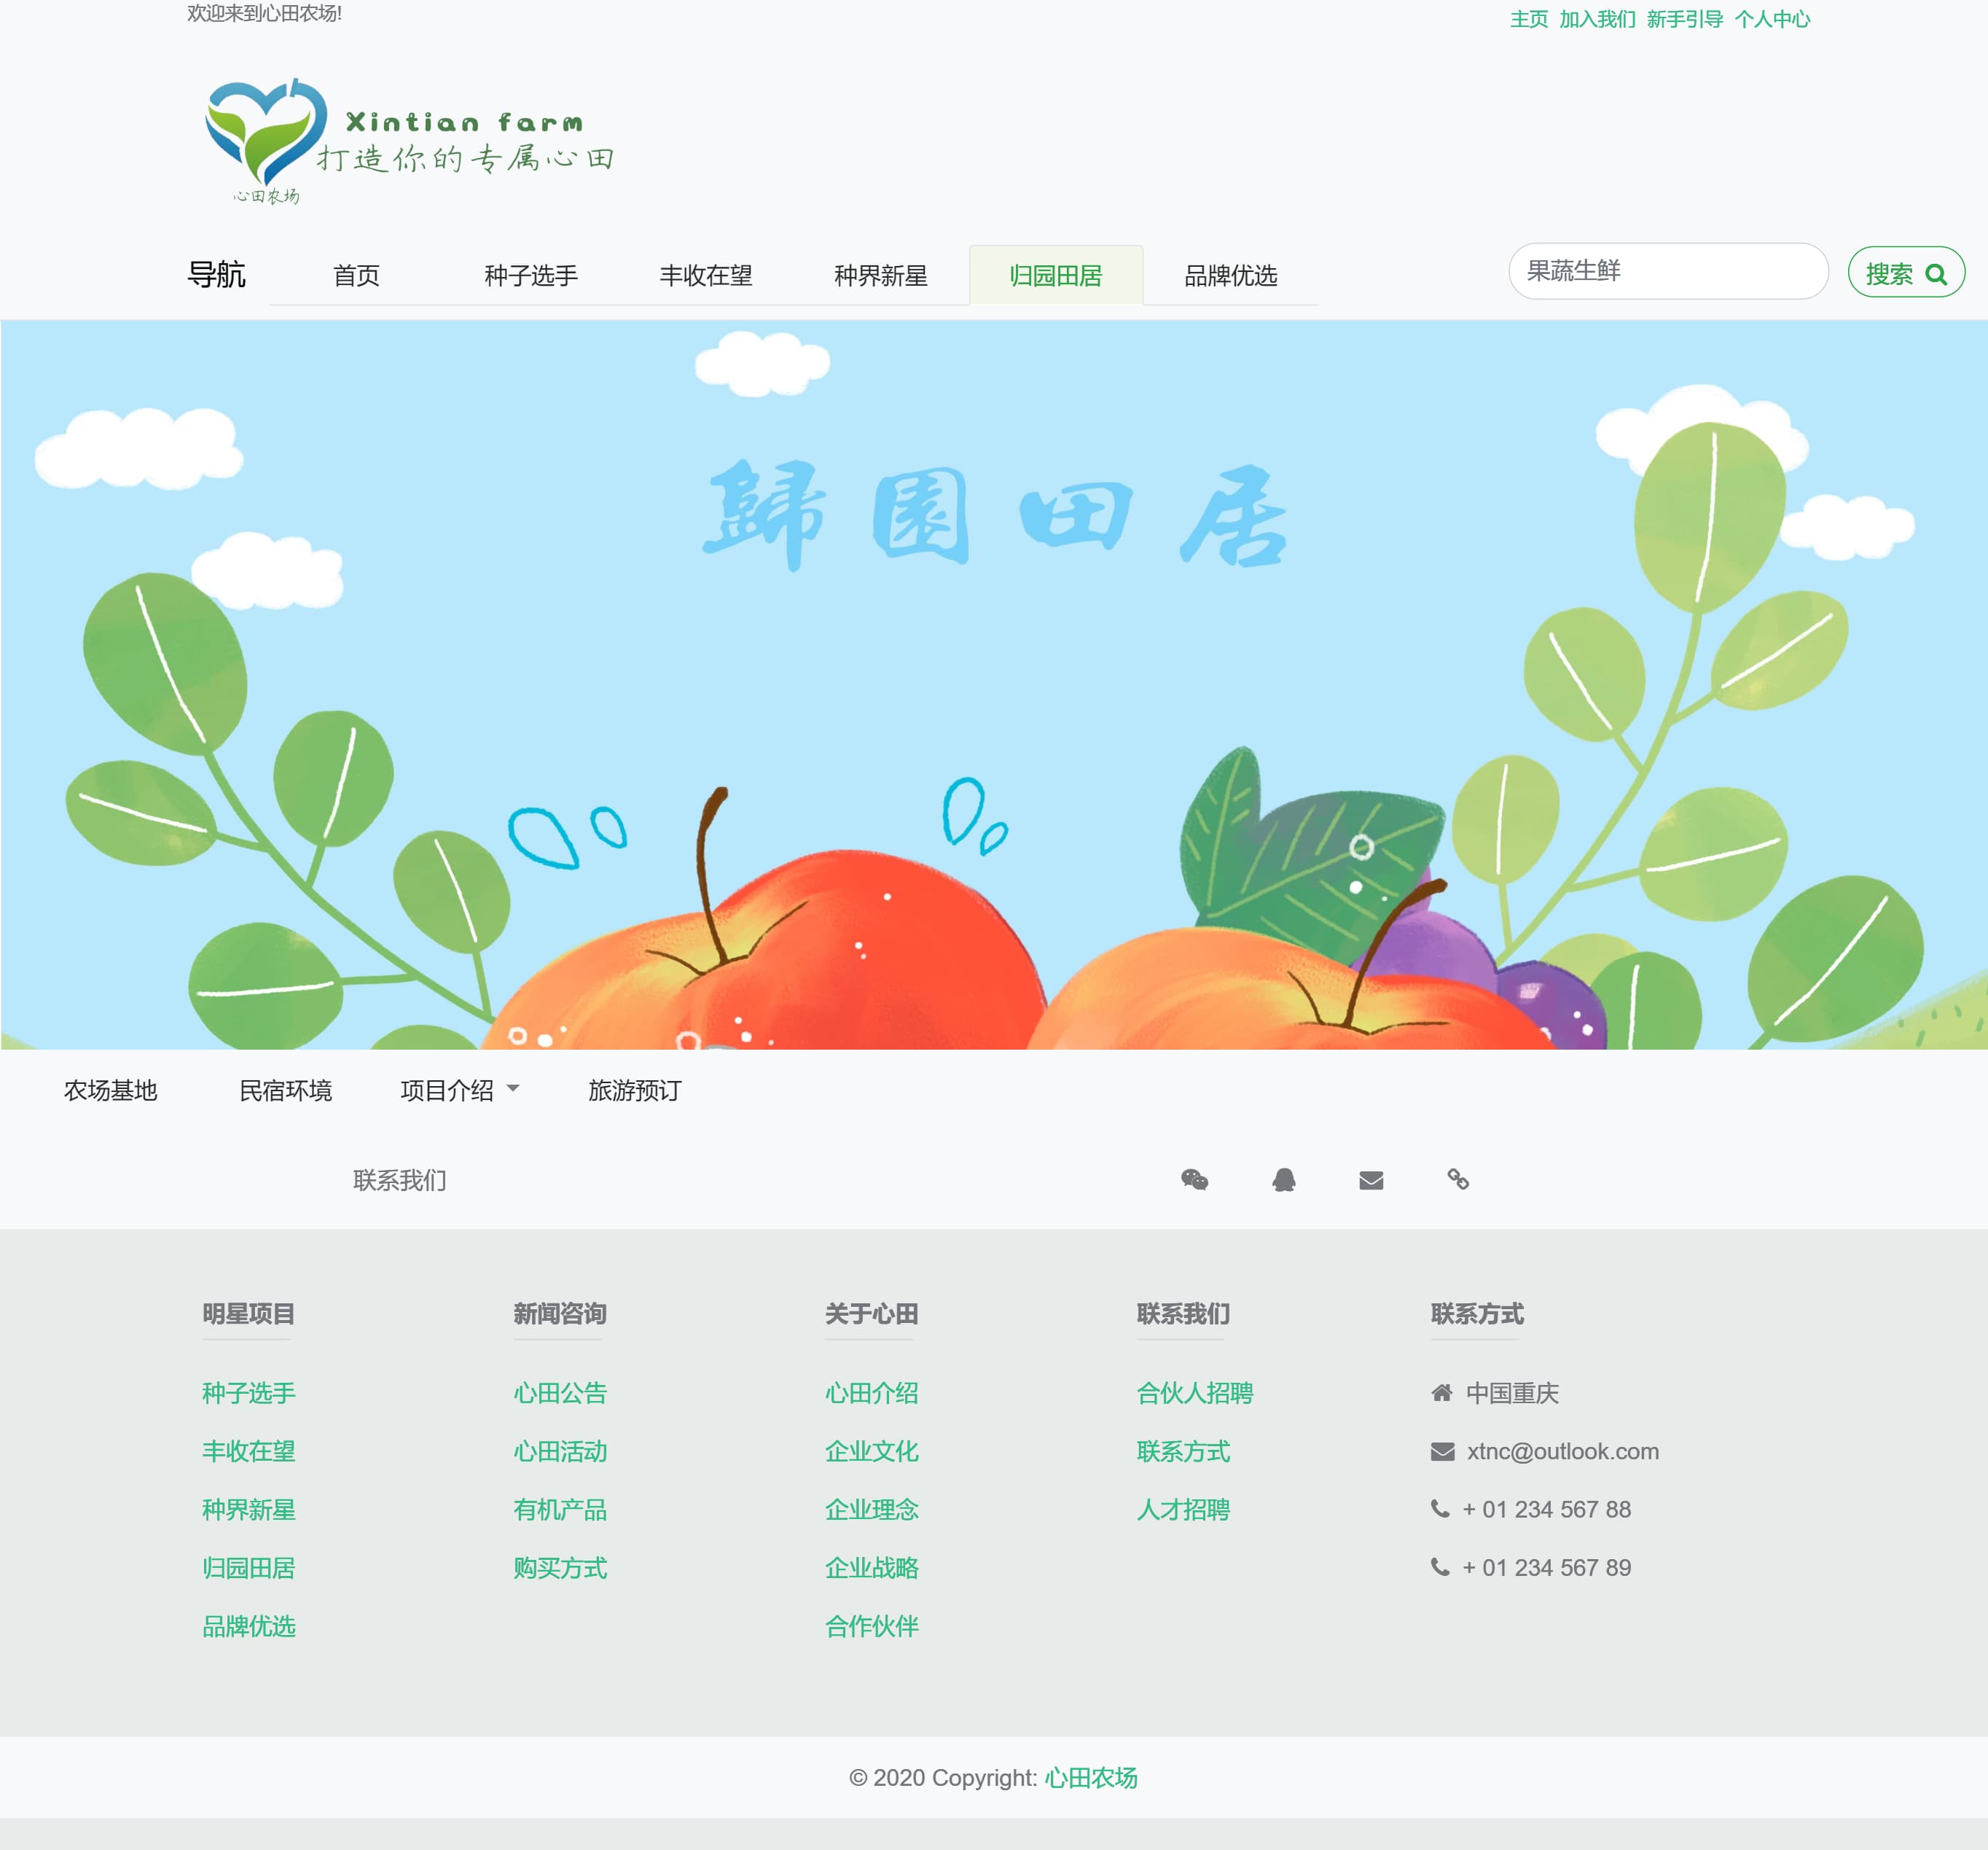 欢迎来到心田农场!
主页 加入我们 新手引导 个人中心
Xintian farm
打造你的专属心田
心田农场
导航 首页 种子选手 丰收在望 种界新星 归园田居 品牌优选 果蔬生鲜 搜索
歸園田居
农场基地 民宿环境 项目介绍 旅游预订
联系我们
明星项目 新闻咨询 关于心田 联系我们 联系方式
种子选手 心田公告 心田介绍 合伙人招聘 中国重庆
丰收在望 心田活动 企业文化 联系方式 xtnc@outlook.com
种界新星 有机产品 企业理念 人才招聘 + 01 234 567 88
归园田居 购买方式 企业战略 + 01 234 567 89
品牌优选 合作伙伴
© 2020 Copyright: 心田农场